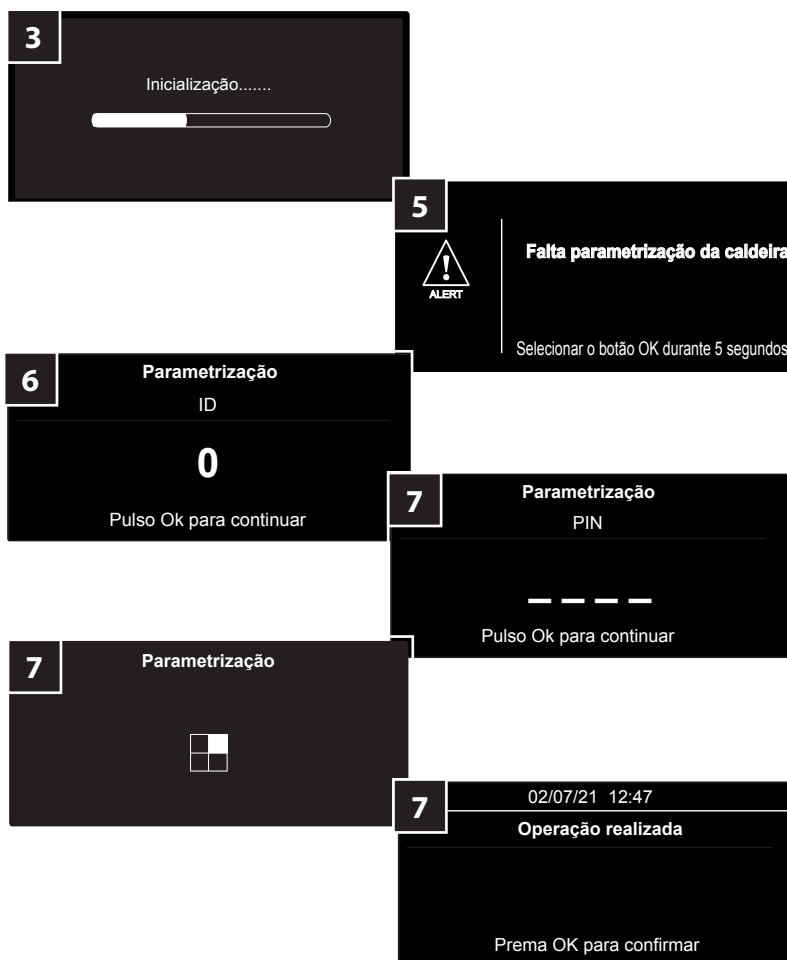 3
Inicialização.......
5
Falta parametrização da caldeira
ALERT
Selecionar o botão OK durante 5 segundos
6
Parametrização
ID
0
Pulso Ok para continuar
7
Parametrização
PIN
_ _ _ _
Pulso Ok para continuar
7
Parametrização
7
02/07/21 12:47
Operação realizada
Prema OK para confirmar